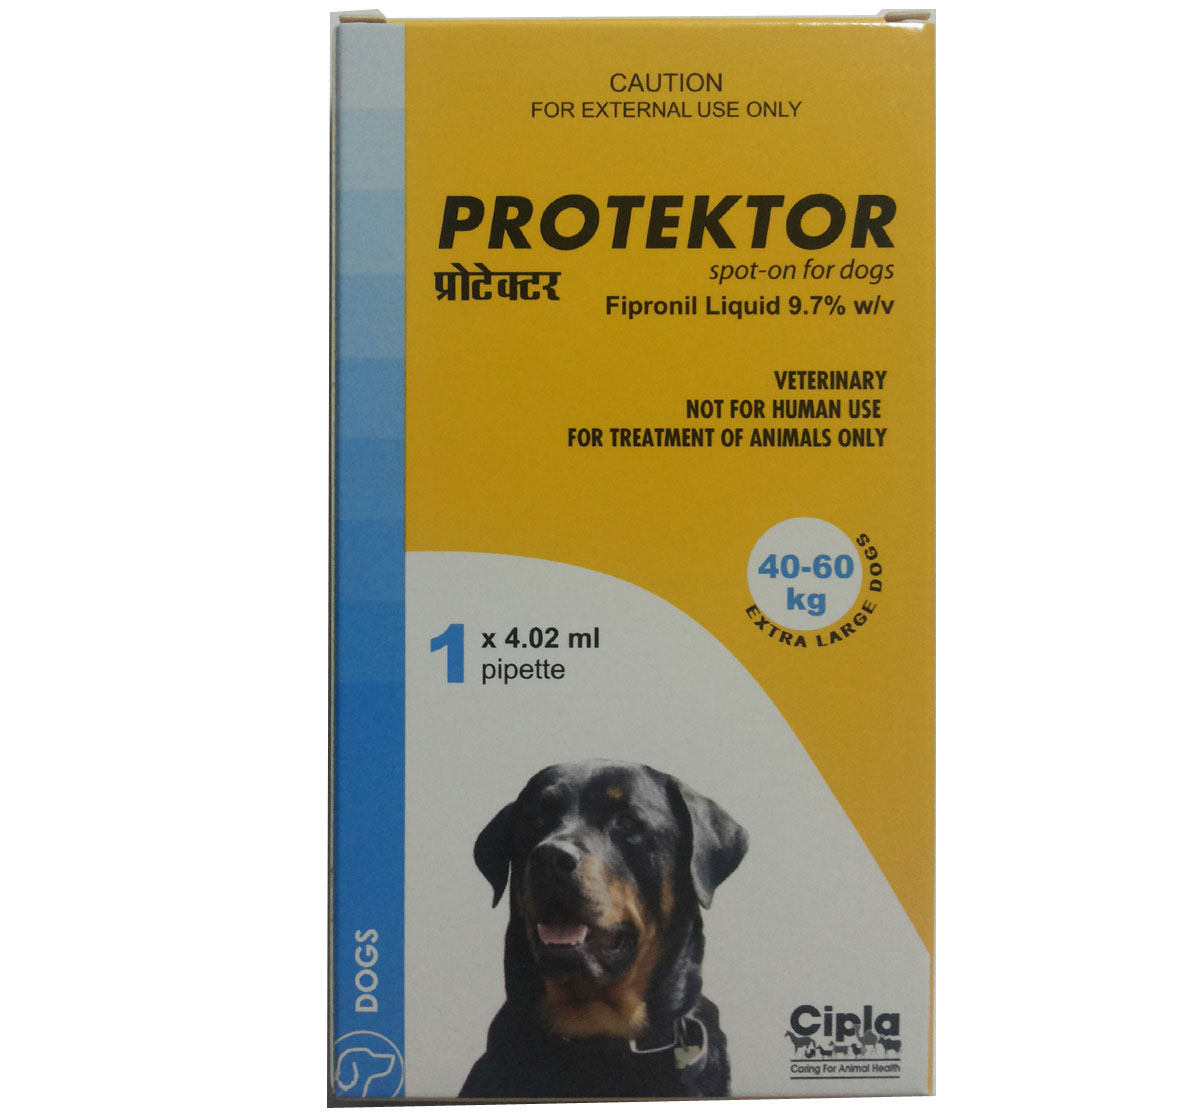 CAUTION
FOR EXTERNAL USE ONLY
PROTEKTOR
spot-on for dogs
प्रोटेक्टर
Fipronil Liquid 9.7% w/v
VETERINARY
NOT FOR HUMAN USE
FOR TREATMENT OF ANIMALS ONLY
40-60
kg
EXTRA LARGE DOGS
1 x 4.02 ml
pipette
DOGS
Cipla
Caring For Animal Health